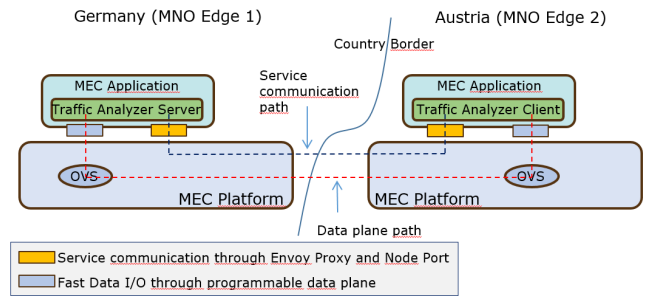 Germany (MNO Edge 1)
Austria (MNO Edge 2)
Country Border
Service
communication
path
MEC Application
Traffic Analyzer Server
MEC Application
Traffic Analyzer Client
OVS
MEC Platform
OVS
MEC Platform
Data plane path
Service communication through Envoy Proxy and Node Port
Fast Data I/O through programmable data plane